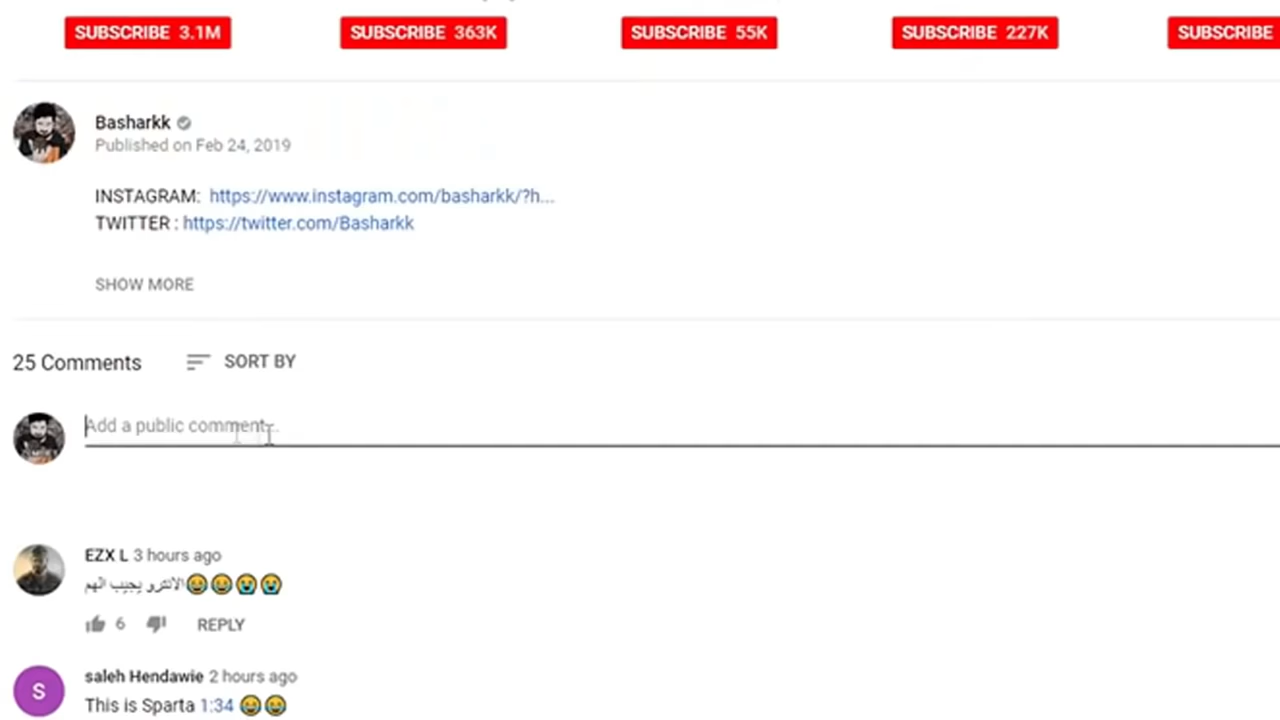 SUBSCRIBE 3.1M SUBSCRIBE 363K SUBSCRIBE 55K SUBSCRIBE 227K SUBSCRIBE
Basharkk
Published on Feb 24, 2019
INSTAGRAM: https://www.instagram.com/basharkk/?h...
TWITTER : https://twitter.com/Basharkk
SHOW MORE
25 Comments SORT BY
Add a public comment...
EZX L 3 hours ago
الانترو يجيب الهم😂😂😭😭
6 REPLY
S saleh Hendawie 2 hours ago
This is Sparta 1:34 😂😂